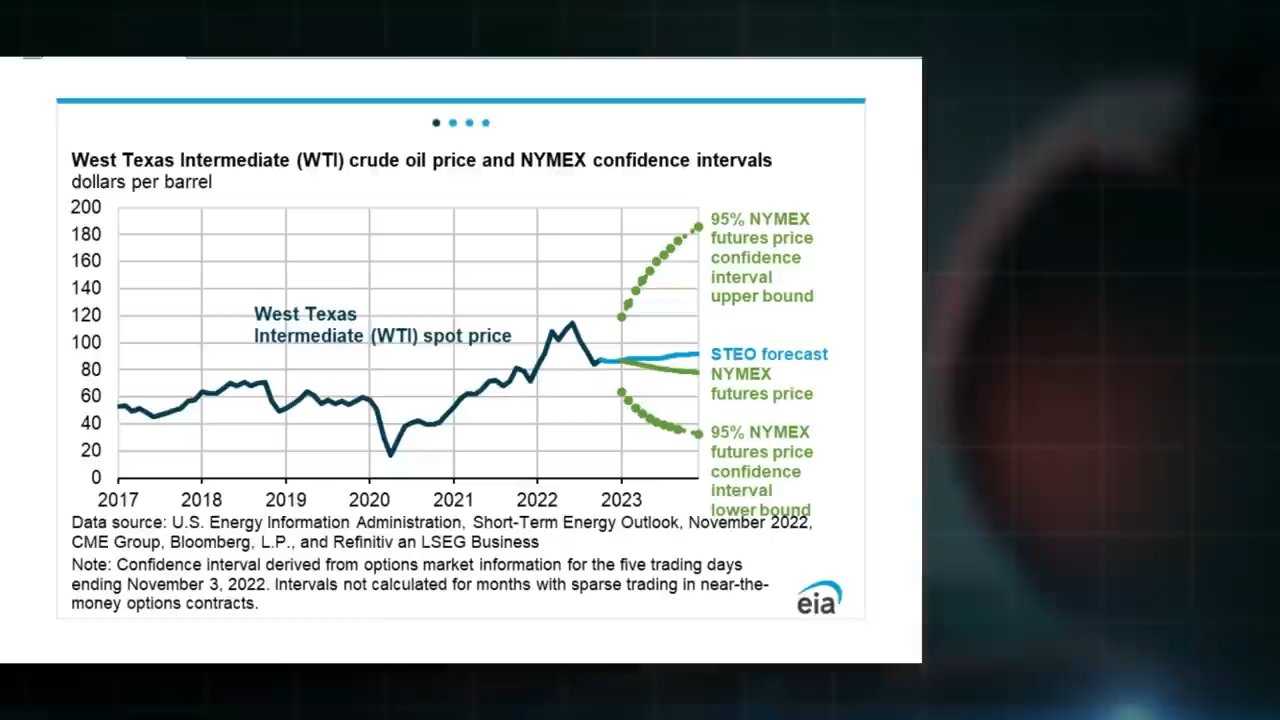 West Texas Intermediate (WTI) crude oil price and NYMEX confidence intervals
dollars per barrel
200
180
160
140
120
100
80
60
40
20
0
West Texas
Intermediate (WTI) spot price
95% NYMEX
futures price
confidence
interval
upper bound
STEO forecast
NYMEX
futures price
95% NYMEX
futures price
confidence
interval
lower bound
2017 2018 2019 2020 2021 2022 2023
Data source: U.S. Energy Information Administration, Short-Term Energy Outlook, November 2022,
CME Group, Bloomberg, L.P., and Refinitiv an LSEG Business
Note: Confidence interval derived from options market information for the five trading days
ending November 3, 2022. Intervals not calculated for months with sparse trading in near-the-
money options contracts.
eia